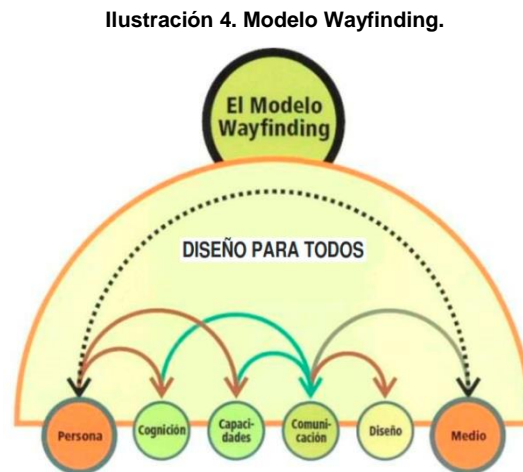 Ilustración 4. Modelo Wayfinding.
El Modelo
Wayfinding
DISEÑO PARA TODOS
Persona
Cognición
Capaci-
dades
Comuni-
cación
Diseño
Medio